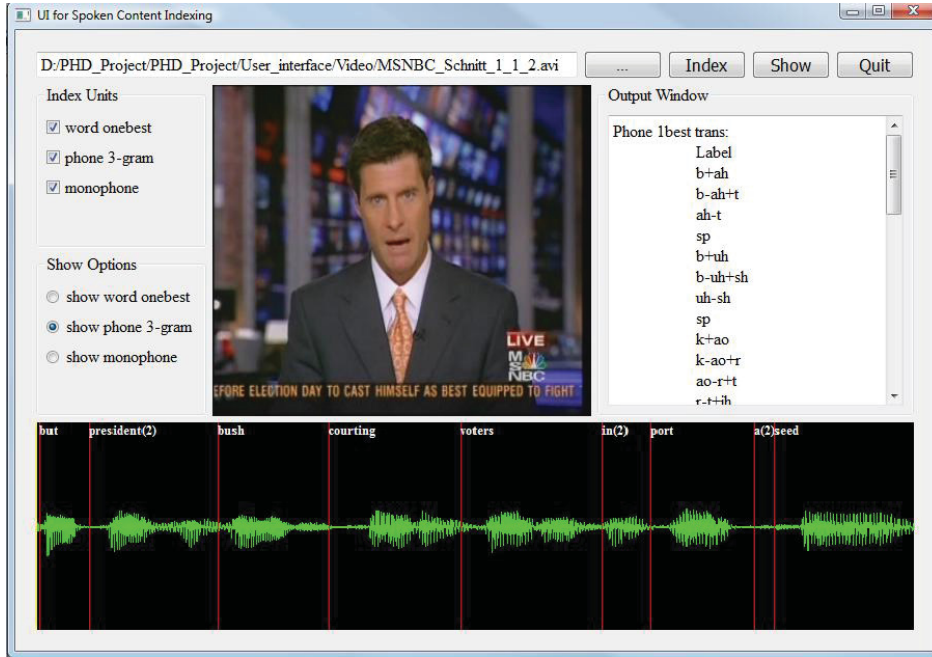 UI for Spoken Content Indexing
D:/PHD_Project/PHD_Project/User_interface/Video/MSNBC_Schnitt_1_1_2.avi
...
Index
Show
Quit
Index Units
word onebest
phone 3-gram
monophone
Show Options
show word onebest
show phone 3-gram
show monophone
LIVE
MS
NBC
EFORE ELECTION DAY TO CAST HIMSELF AS BEST EQUIPPED TO FIGHT
Output Window
Phone 1best trans:
Label
b+ah
b-ah+t
ah-t
sp
b+uh
b-uh+sh
uh-sh
sp
k+ao
k-ao+r
ao-r+t
r-t+ih
but president(2) bush courting voters in(2) port a(2)seed